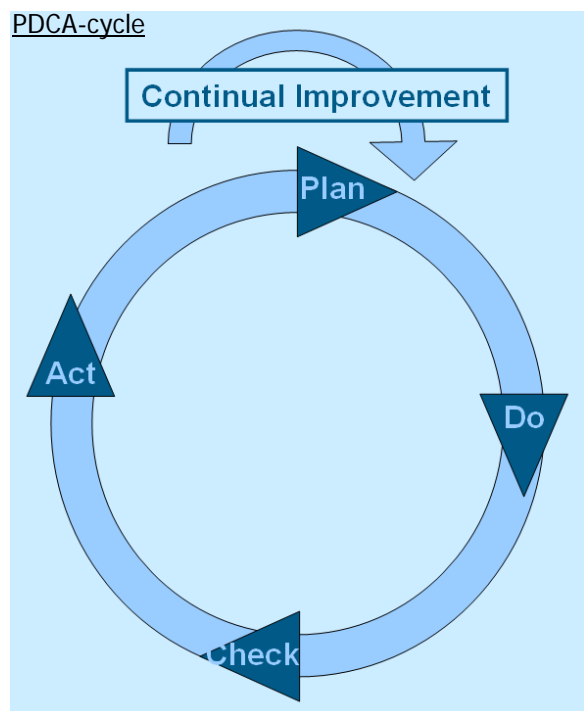 PDCA-cycle
Continual Improvement
Plan
Do
Check
Act